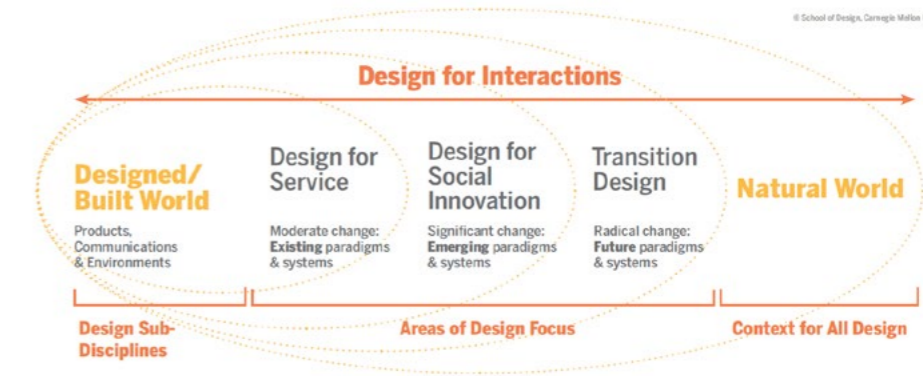 © School of Design, Carnegie Mellon
Design for Interactions
Designed/
Built World
Products,
Communications
& Environments
Design for
Service
Moderate change:
Existing paradigms
& systems
Design for
Social
Innovation
Significant change:
Emerging paradigms
& systems
Transition
Design
Radical change:
Future paradigms
& systems
Natural World
Design Sub-
Disciplines
Areas of Design Focus
Context for All Design